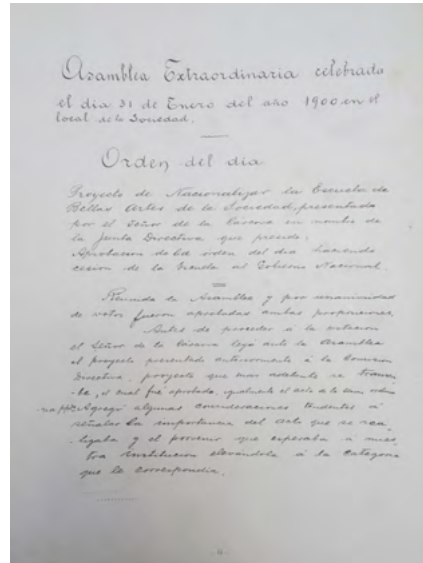 Asamblea Extraordinaria celebrada
el dia 31 de Enero del año 1900 en el
local de la Sociedad.
Orden del dia
Proyecto de Nacionalizar la Escuela de
Bellas Artes de la Sociedad, presentado
por el Señor de la Cárcova en nombre de
la Junta Directiva que preside.
Aprobacion de la orden del dia haciendo
cesion de la Escuela al Gobierno Nacional.
Reunida la Asamblea y por unanimidad
de votos fueron aprobadas ambas proposiciones.
Antes de proceder á la votacion
el Señor de la Cárcova leyó ante la Asamblea
el proyecto presentado anteriormente á la Comision
Directiva, proyecto que mas adelante se transcri-
be, el cual fué aprobado, igualmente el
Agregó algunas consideraciones tendentes á
señalar la importancia del acto que se rea
lizaba y el porvenir que esperaba á nues
tra institucion elevándola á la categoria
que le correspondia.